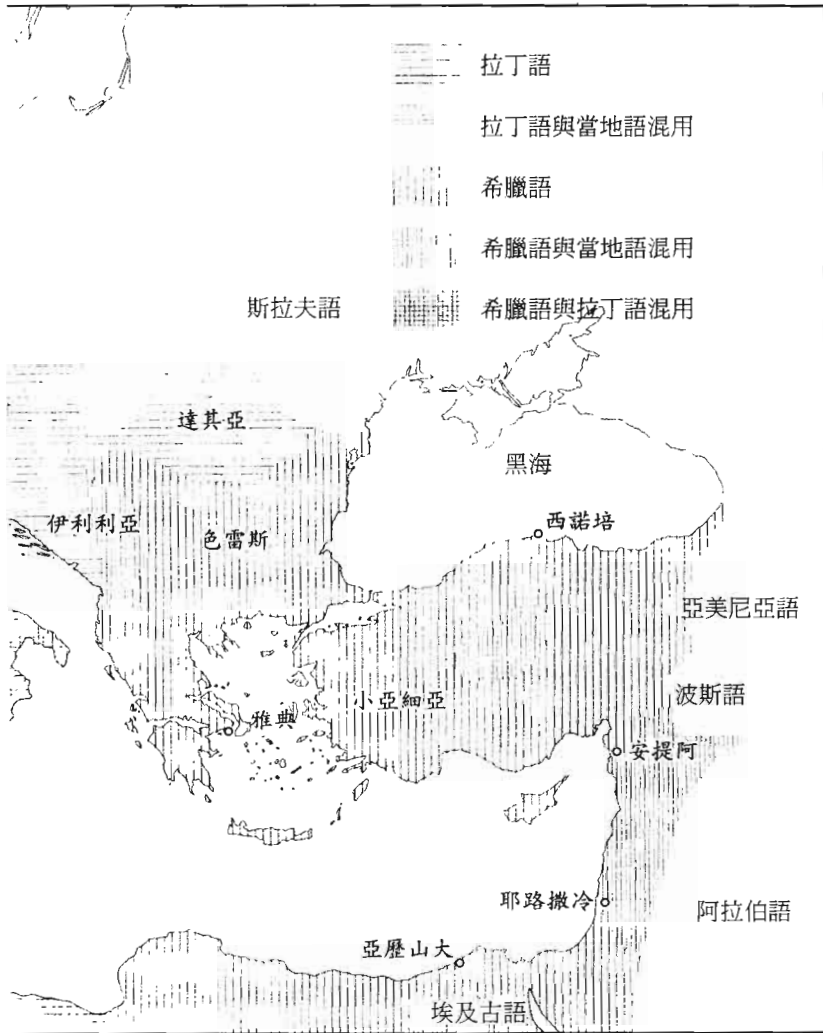 拉丁語
拉丁語與當地語混用
希臘語
希臘語與當地語混用
斯拉夫語
希臘語與拉丁語混用
達其亞
黑海
伊利利亞
色雷斯
西諾培
亞美尼亞語
小亞細亞
波斯語
雅典
安提阿
耶路撒冷
阿拉伯語
亞歷山大
埃及古語